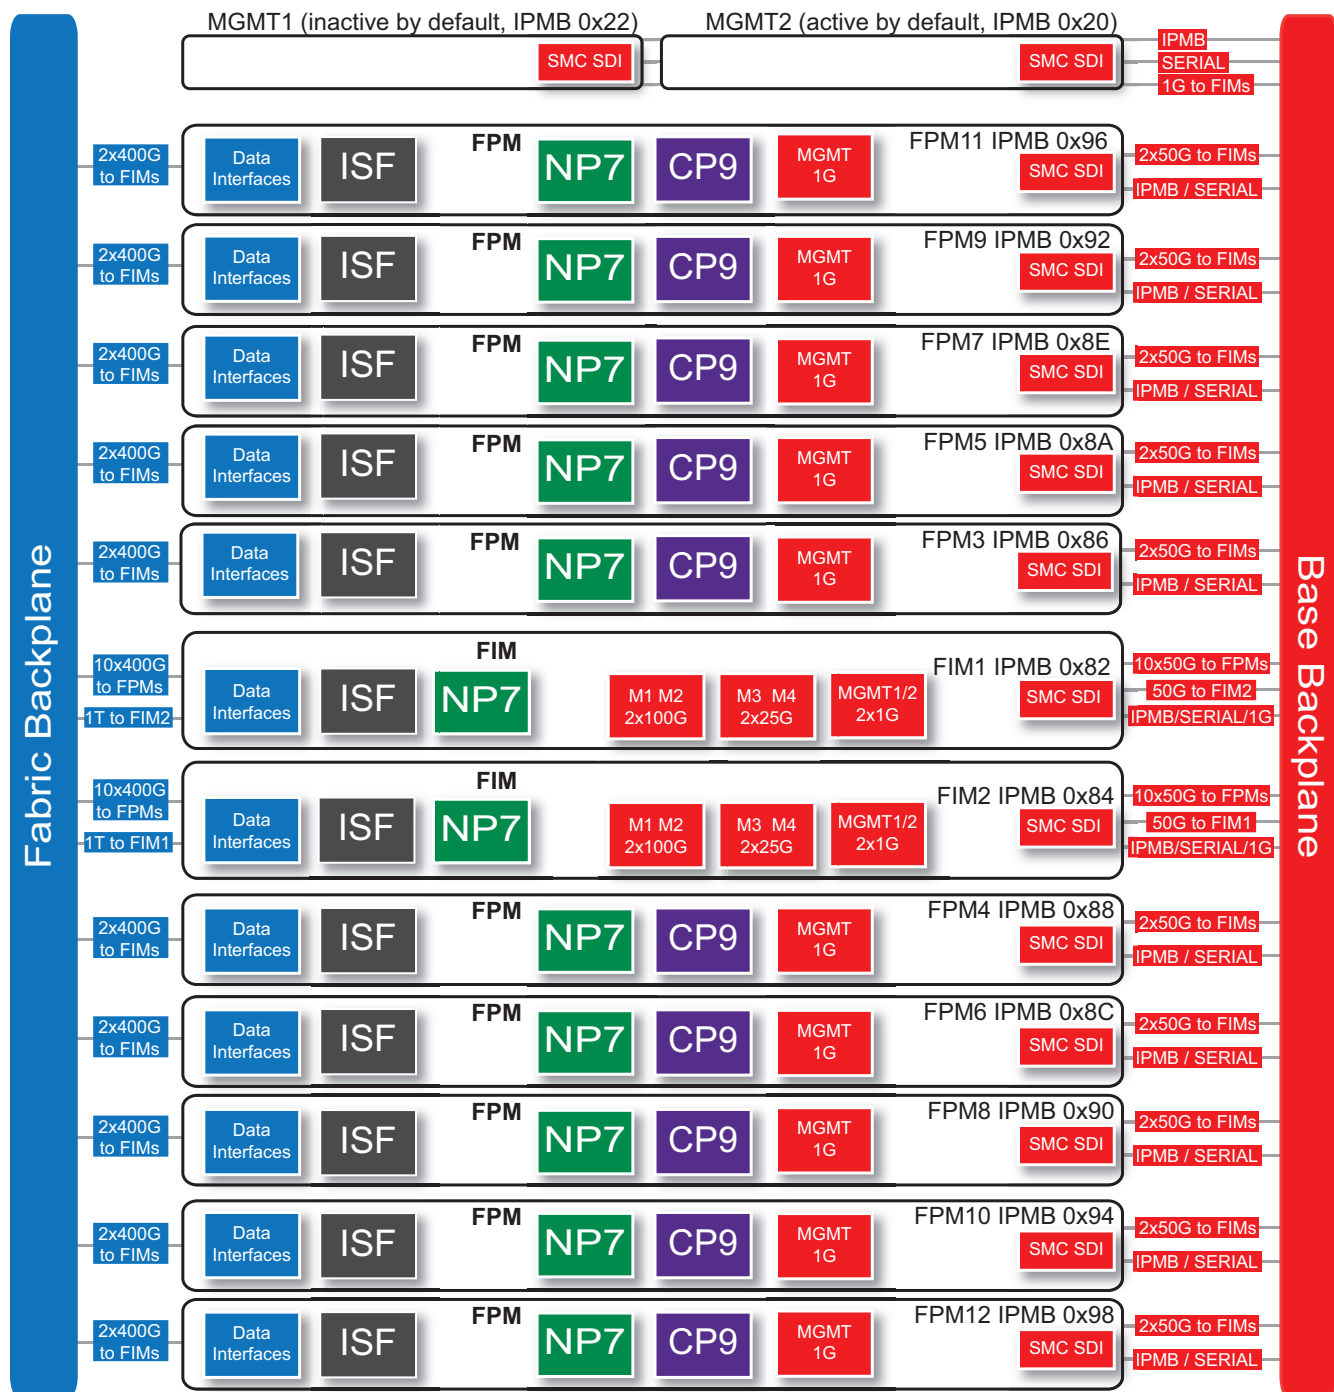 MGMT1 (inactive by default, IPMB 0x22)
MGMT2 (active by default, IPMB 0x20)
SMC SDI
SMC SDI
IPMB
SERIAL
1G to FIMs
Fabric Backplane
Base Backplane
2x400G
to FIMs
Data
Interfaces
ISF
FPM
NP7
CP9
MGMT
1G
FPM11 IPMB 0x96
SMC SDI
2x50G to FIMs
IPMB / SERIAL
2x400G
to FIMs
Data
Interfaces
ISF
FPM
NP7
CP9
MGMT
1G
FPM9 IPMB 0x92
SMC SDI
2x50G to FIMs
IPMB / SERIAL
2x400G
to FIMs
Data
Interfaces
ISF
FPM
NP7
CP9
MGMT
1G
FPM7 IPMB 0x8E
SMC SDI
2x50G to FIMs
IPMB / SERIAL
2x400G
to FIMs
Data
Interfaces
ISF
FPM
NP7
CP9
MGMT
1G
FPM5 IPMB 0x8A
SMC SDI
2x50G to FIMs
IPMB / SERIAL
2x400G
to FIMs
Data
Interfaces
ISF
FPM
NP7
CP9
MGMT
1G
FPM3 IPMB 0x86
SMC SDI
2x50G to FIMs
IPMB / SERIAL
10x400G
to FPMs
1T to FIM2
Data
Interfaces
ISF
FIM
NP7
M1 M2
2x100G
M3 M4
2x25G
MGMT1/2
2x1G
FIM1 IPMB 0x82
SMC SDI
10x50G to FPMs
50G to FIM2
IPMB/SERIAL/1G
10x400G
to FPMs
1T to FIM1
Data
Interfaces
ISF
FIM
NP7
M1 M2
2x100G
M3 M4
2x25G
MGMT1/2
2x1G
FIM2 IPMB 0x84
SMC SDI
10x50G to FPMs
50G to FIM1
IPMB/SERIAL/1G
2x400G
to FIMs
Data
Interfaces
ISF
FPM
NP7
CP9
MGMT
1G
FPM4 IPMB 0x88
SMC SDI
2x50G to FIMs
IPMB / SERIAL
2x400G
to FIMs
Data
Interfaces
ISF
FPM
NP7
CP9
MGMT
1G
FPM6 IPMB 0x8C
SMC SDI
2x50G to FIMs
IPMB / SERIAL
2x400G
to FIMs
Data
Interfaces
ISF
FPM
NP7
CP9
MGMT
1G
FPM8 IPMB 0x90
SMC SDI
2x50G to FIMs
IPMB / SERIAL
2x400G
to FIMs
Data
Interfaces
ISF
FPM
NP7
CP9
MGMT
1G
FPM10 IPMB 0x94
SMC SDI
2x50G to FIMs
IPMB / SERIAL
2x400G
to FIMs
Data
Interfaces
ISF
FPM
NP7
CP9
MGMT
1G
FPM12 IPMB 0x98
SMC SDI
2x50G to FIMs
IPMB / SERIAL